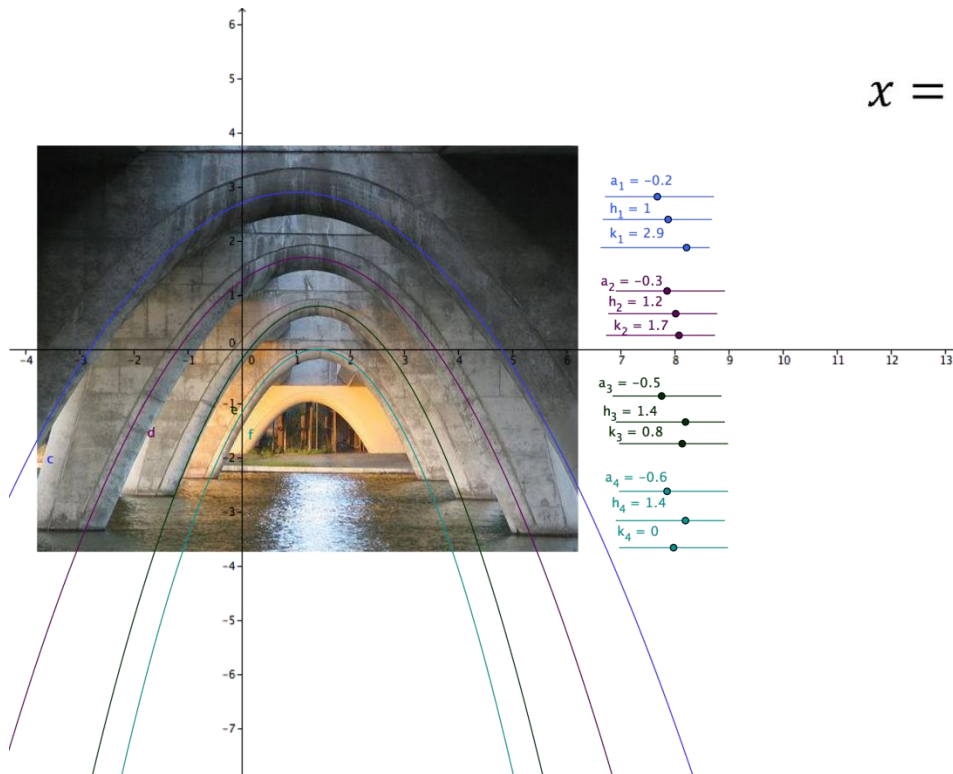 x =
6
5
4
3
2
1
0
-4 -3 -2 -1 0 1 2 3 4 5 6 7 8 9 10 11 12 13
-1
-2
-3
-4
-5
-6
-7
c
d
e
f
a₁ = −0.2
h₁ = 1
k₁ = 2.9
a₂ = −0.3
h₂ = 1.2
k₂ = 1.7
a₃ = −0.5
h₃ = 1.4
k₃ = 0.8
a₄ = −0.6
h₄ = 1.4
k₄ = 0